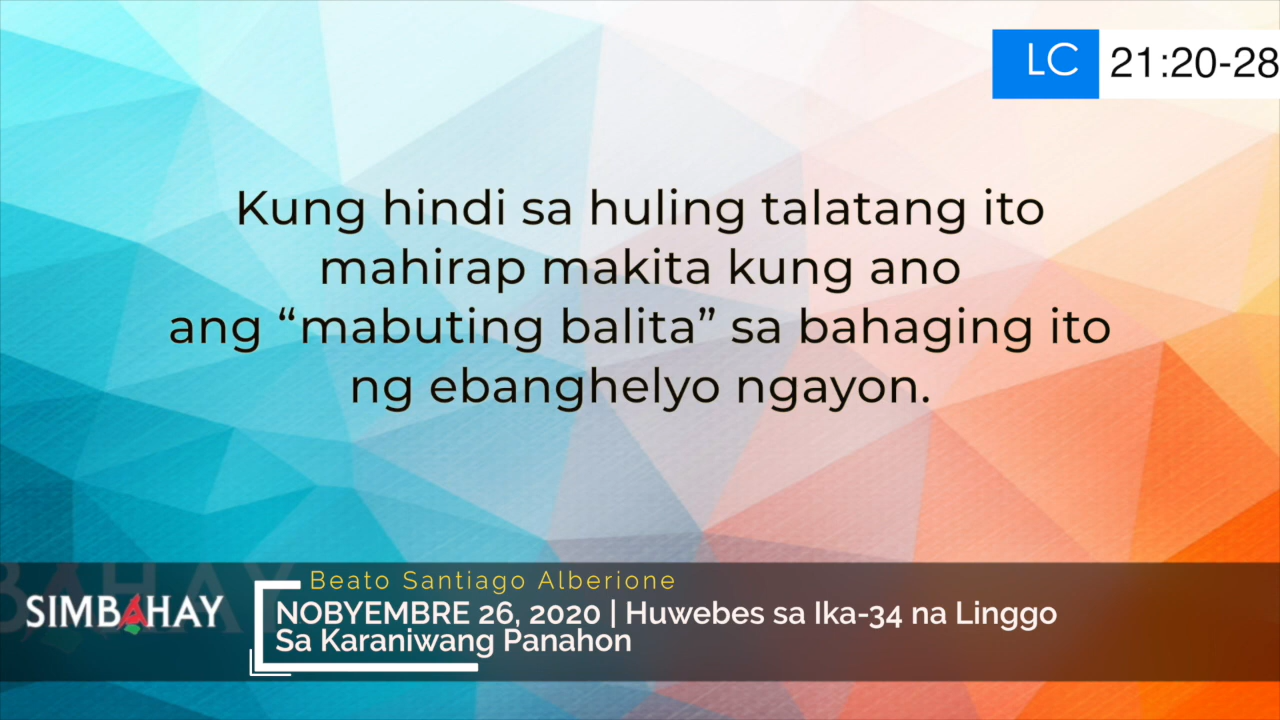 LC 21:20-28
Kung hindi sa huling talatang ito
mahirap makita kung ano
ang “mabuting balita” sa bahaging ito
ng ebanghelyo ngayon.
Beato Santiago Alberione
SIMBAHAY
NOBYEMBRE 26, 2020 | Huwebes sa Ika-34 na Linggo
Sa Karaniwang Panahon